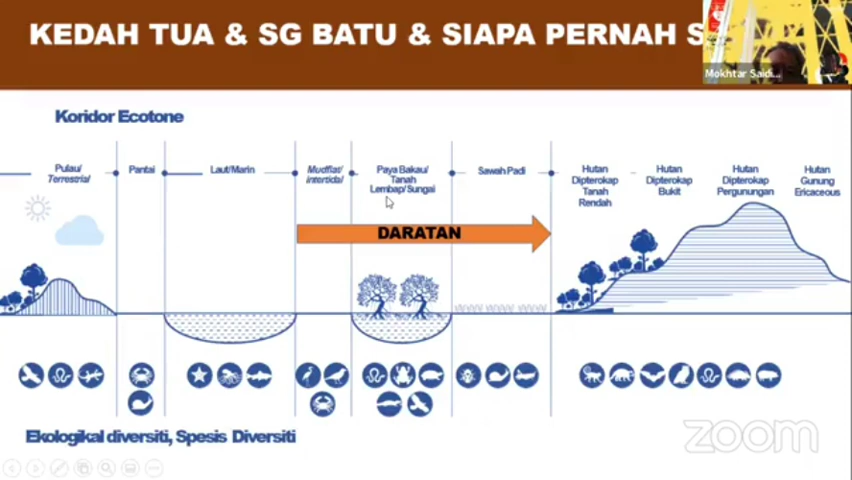 KEDAH TUA & SG BATU & SIAPA PERNAH S
Mokhtar Saidi...
Koridor Ecotone
Pulau/
Terrestrial
Pantai
Laut/Marin
Mudflat/
intertidal
Paya Bakau/
Tanah
Lembap/Sungai
Sawah Padi
Hutan
Dipterokap
Tanah
Rendah
Hutan
Dipterokap
Bukit
Hutan
Dipterokap
Pergunungan
Hutan
Gunung
Ericaceous
DARATAN
Ekologikal diversiti, Spesis Diversiti
zoom